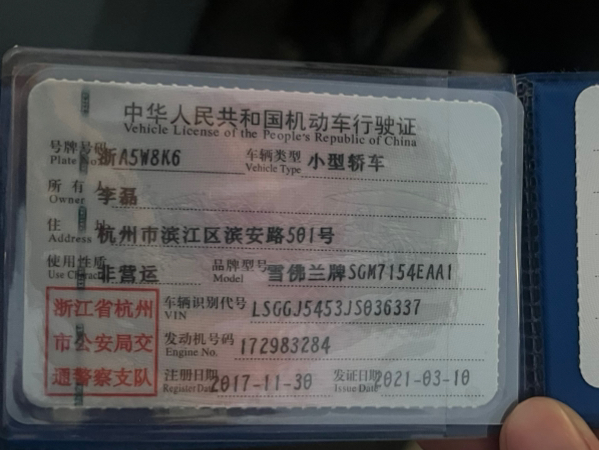 中华人民共和国机动车行驶证
Vehicle License of the People's Republic of China
号牌号码 浙A5W8K6 车辆类型 小型轿车
Plate No. Vehicle Type
所有人 李磊
Owner
住址 杭州市滨江区滨安路501号
Address
使用性质 非营运 品牌型号 雪佛兰牌SGM7154EAA1
Use Character Model
浙江省杭州
市公安局交
通警察支队
车辆识别代号 LSGGJ5453JS036337
VIN
发动机号码 172983284
Engine No.
注册日期 2017-11-30 发证日期 2021-03-10
Register Date Issue Date